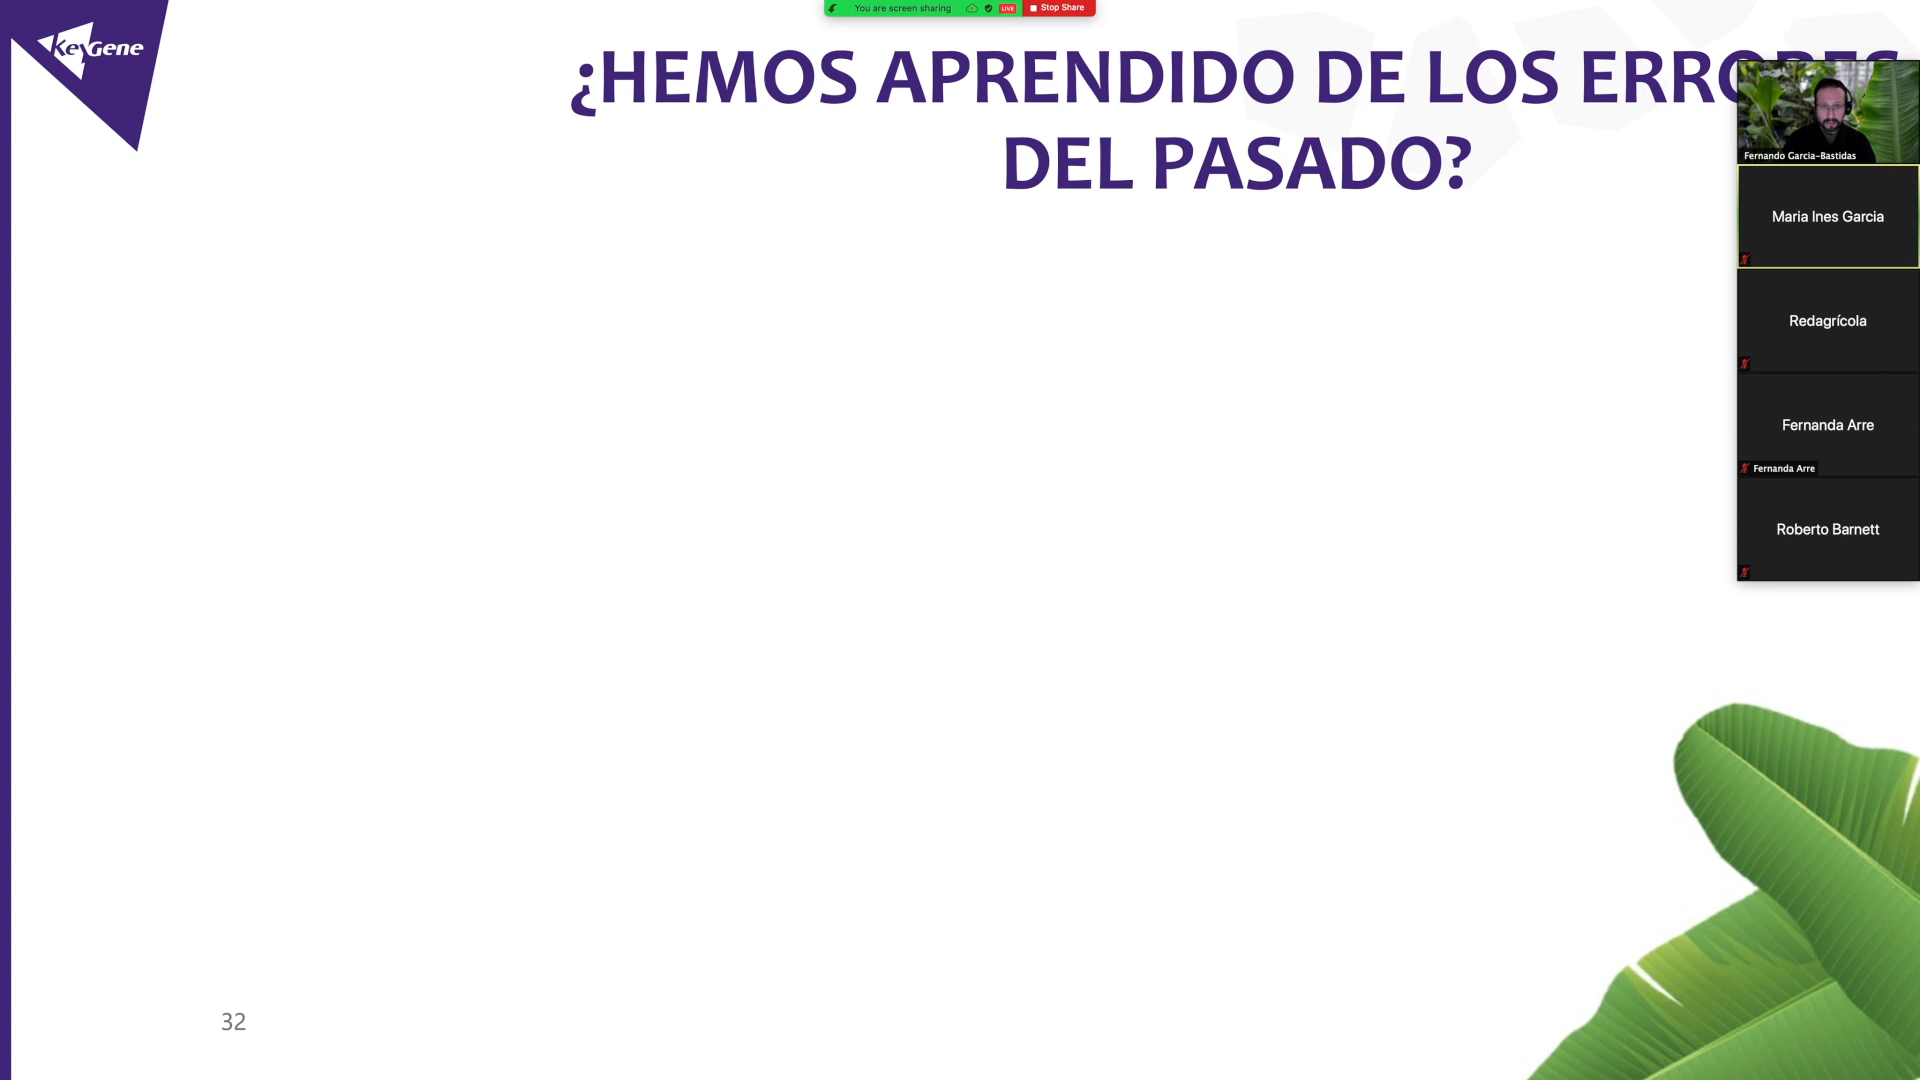 You are screen sharing
LIVE
Stop Share
KeyGene
¿HEMOS APRENDIDO DE LOS ERRORES
DEL PASADO?
Fernando Garcia-Bastidas
Maria Ines Garcia
Redagrícola
Fernanda Arre
Fernanda Arre
Roberto Barnett
32